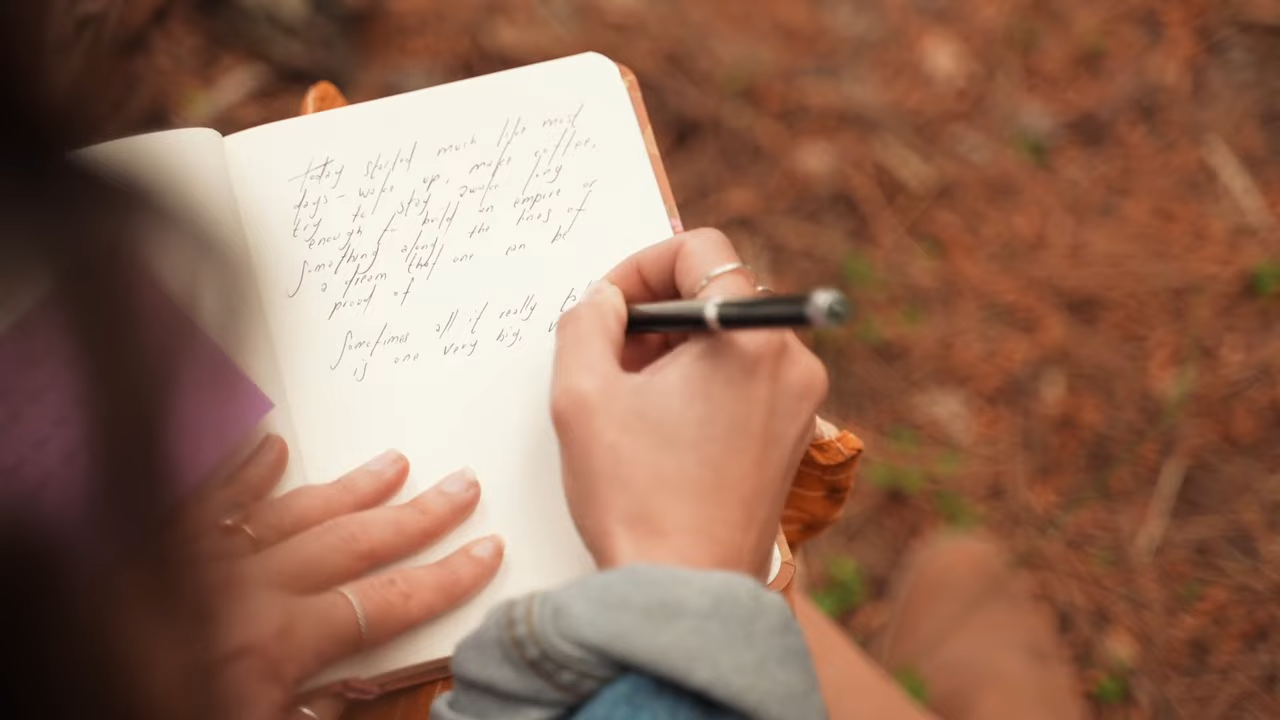 today started much like most
days - wake up, make coffee,
try to stay awake long
enough to build an empire or
something along the lines of
a dream that one can be
proud of
Sometimes all it really
is one very big,